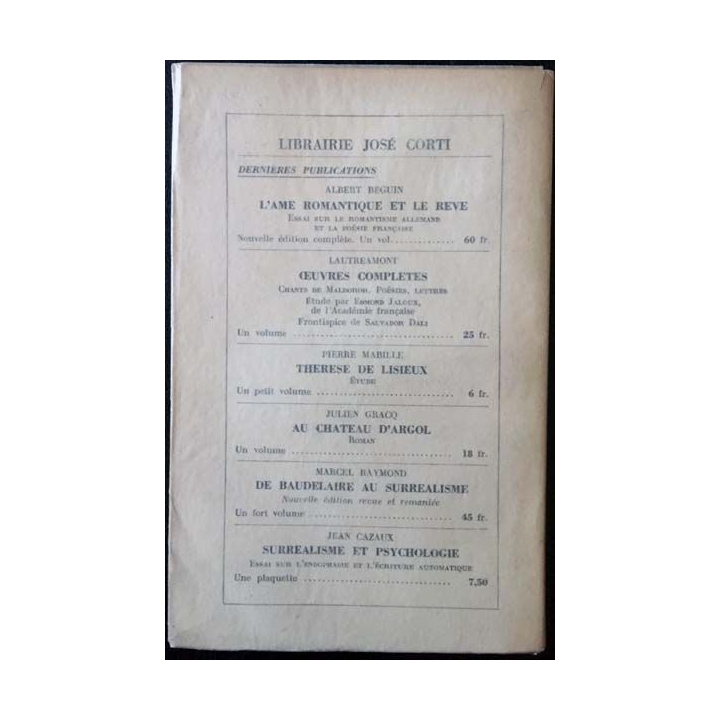 LIBRAIRIE JOSÉ CORTI
DERNIÈRES PUBLICATIONS
ALBERT BEGUIN
L'AME ROMANTIQUE ET LE REVE
ESSAI SUR LE ROMANTISME ALLEMAND
ET LA POÉSIE FRANÇAISE
Nouvelle édition complète. Un vol. .............. 60 fr.
LAUTREAMONT
ŒUVRES COMPLETES
CHANTS DE MALDOROR, POÉSIES, LETTRES
Étude par EDMOND JALOUX,
de l'Académie française
Frontispice de SALVADOR DALI
Un volume .................................... 25 fr.
PIERRE MABILLE
THERESE DE LISIEUX
ÉTUDE
Un petit volume .............................. 6 fr.
JULIEN GRACQ
AU CHATEAU D'ARGOL
ROMAN
Un volume .................................... 18 fr.
MARCEL RAYMOND
DE BAUDELAIRE AU SURREALISME
Nouvelle édition revue et remaniée
Un fort volume ............................... 45 fr.
JEAN CAZAUX
SURREALISME ET PSYCHOLOGIE
ESSAI SUR L'ENDOPHASIE ET L'ÉCRITURE AUTOMATIQUE
Une plaquette ................................ 7,50